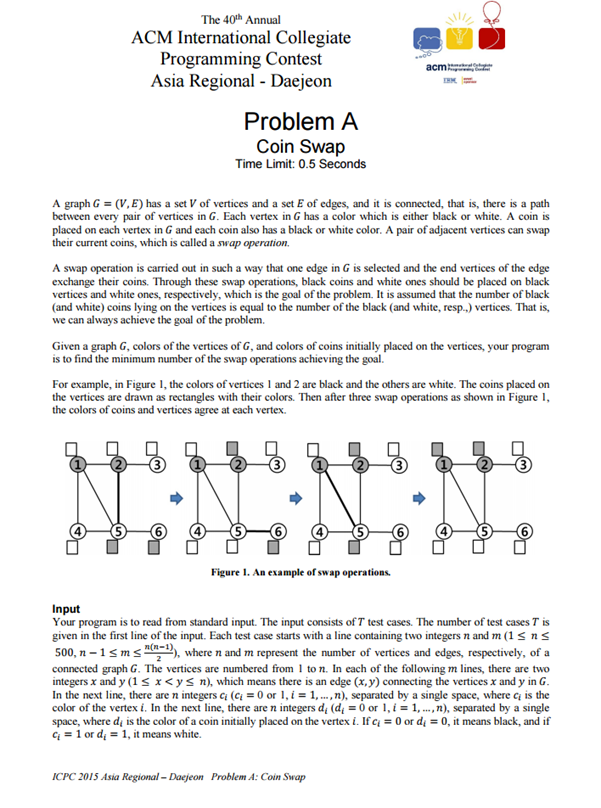 The 40th Annual
ACM International Collegiate
Programming Contest
Asia Regional - Daejeon
acm International Collegiate
Programming Contest
IBM.
Problem A
Coin Swap
Time Limit: 0.5 Seconds
A graph G = (V, E) has a set V of vertices and a set E of edges, and it is connected, that is, there is a path
between every pair of vertices in G. Each vertex in G has a color which is either black or white. A coin is
placed on each vertex in G and each coin also has a black or white color. A pair of adjacent vertices can swap
their current coins, which is called a swap operation.
A swap operation is carried out in such a way that one edge in G is selected and the end vertices of the edge
exchange their coins. Through these swap operations, black coins and white ones should be placed on black
vertices and white ones, respectively, which is the goal of the problem. It is assumed that the number of black
(and white) coins lying on the vertices is equal to the number of the black (and white, resp.,) vertices. That is,
we can always achieve the goal of the problem.
Given a graph G, colors of the vertices of G, and colors of coins initially placed on the vertices, your program
is to find the minimum number of the swap operations achieving the goal.
For example, in Figure 1, the colors of vertices 1 and 2 are black and the others are white. The coins placed on
the vertices are drawn as rectangles with their colors. Then after three swap operations as shown in Figure 1,
the colors of coins and vertices agree at each vertex.
1 2 3 1 2 3 1 2 3 1 2 3
4 5 6 4 5 6 4 5 6 4 5 6
Figure 1. An example of swap operations.
Input
Your program is to read from standard input. The input consists of T test cases. The number of test cases T is
given in the first line of the input. Each test case starts with a line containing two integers n and m (1 ≤ n ≤
500, n − 1 ≤ m ≤ n(n−1)/2), where n and m represent the number of vertices and edges, respectively, of a
connected graph G. The vertices are numbered from 1 to n. In each of the following m lines, there are two
integers x and y (1 ≤ x < y ≤ n), which means there is an edge (x, y) connecting the vertices x and y in G.
In the next line, there are n integers cᵢ (cᵢ = 0 or 1, i = 1, ..., n), separated by a single space, where cᵢ is the
color of the vertex i. In the next line, there are n integers dᵢ (dᵢ = 0 or 1, i = 1, ..., n), separated by a single
space, where dᵢ is the color of a coin initially placed on the vertex i. If cᵢ = 0 or dᵢ = 0, it means black, and if
cᵢ = 1 or dᵢ = 1, it means white.
ICPC 2015 Asia Regional – Daejeon Problem A: Coin Swap